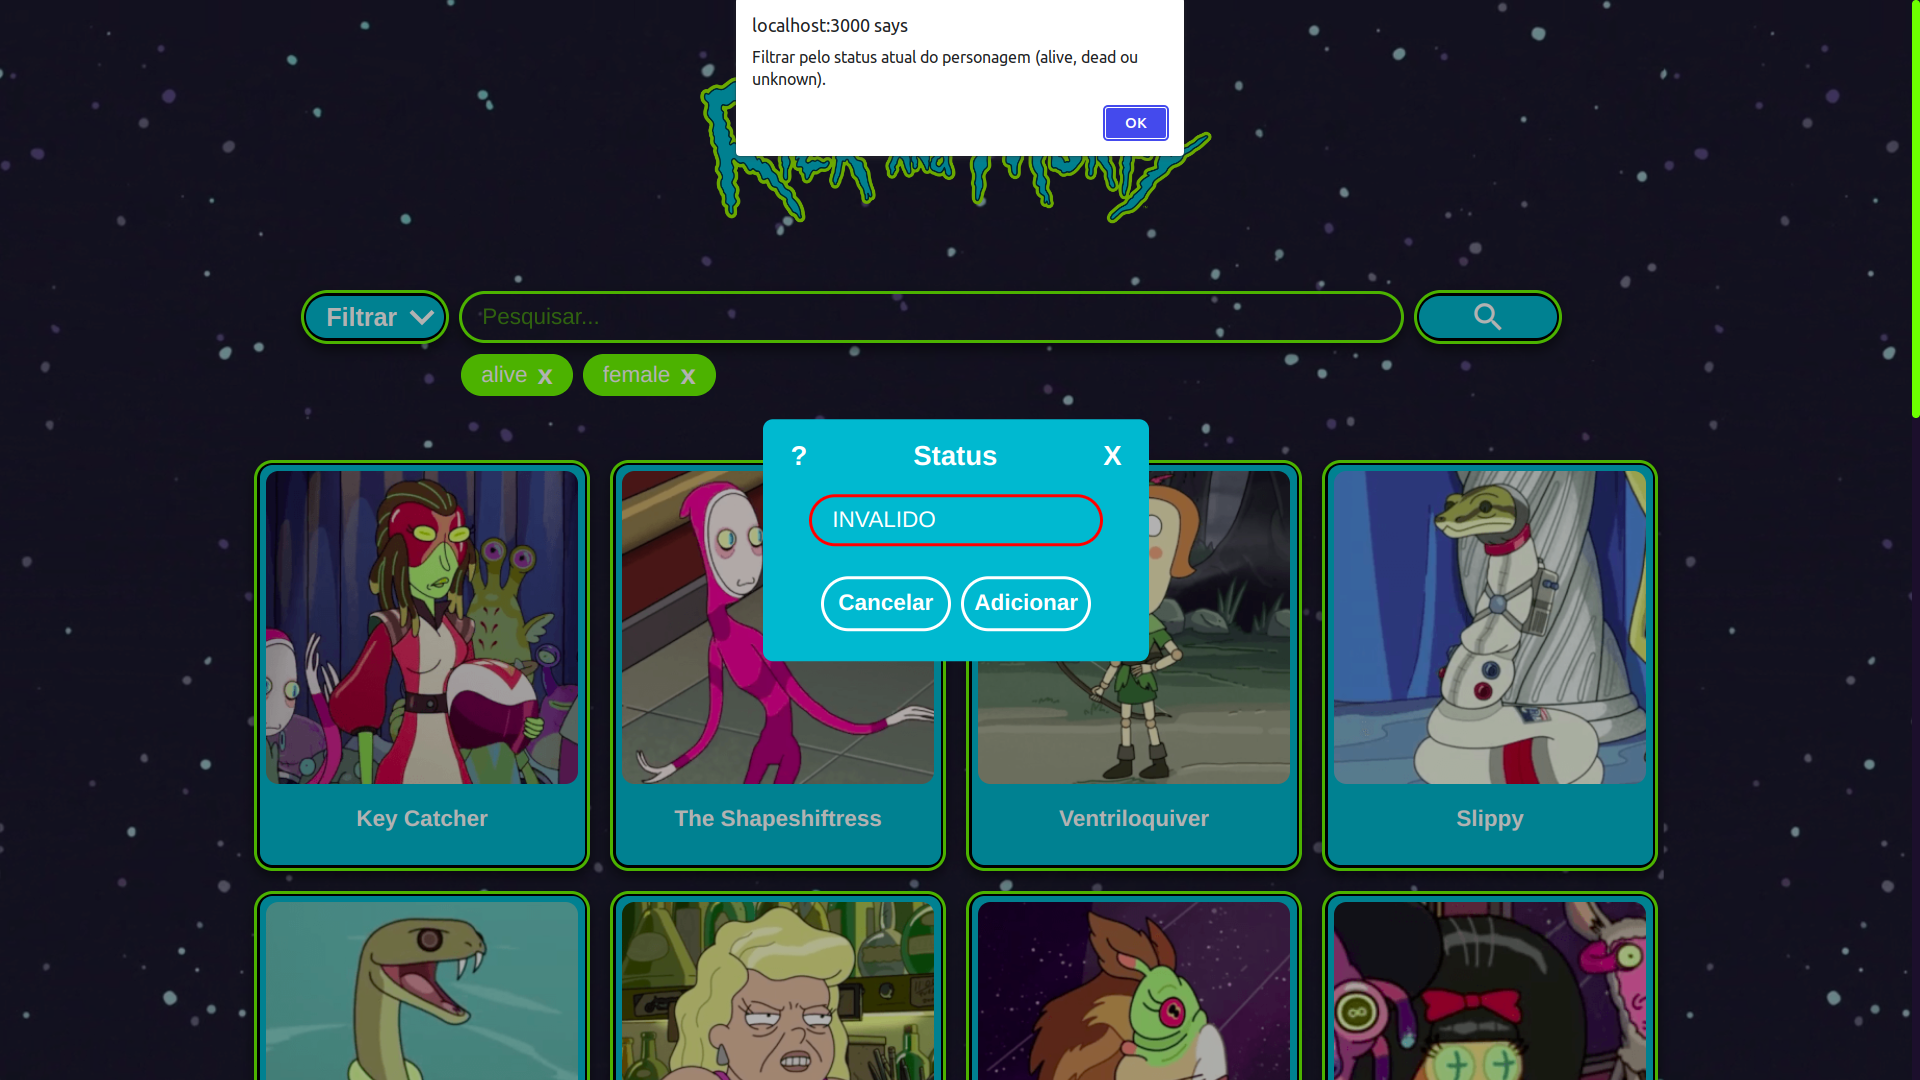 localhost:3000 says
Filtrar pelo status atual do personagem (alive, dead ou
unknown).
OK
Filtrar
Pesquisar...
alive x
female x
? Status X
INVALIDO
Cancelar Adicionar
Key Catcher
The Shapeshiftress
Ventriloquiver
Slippy